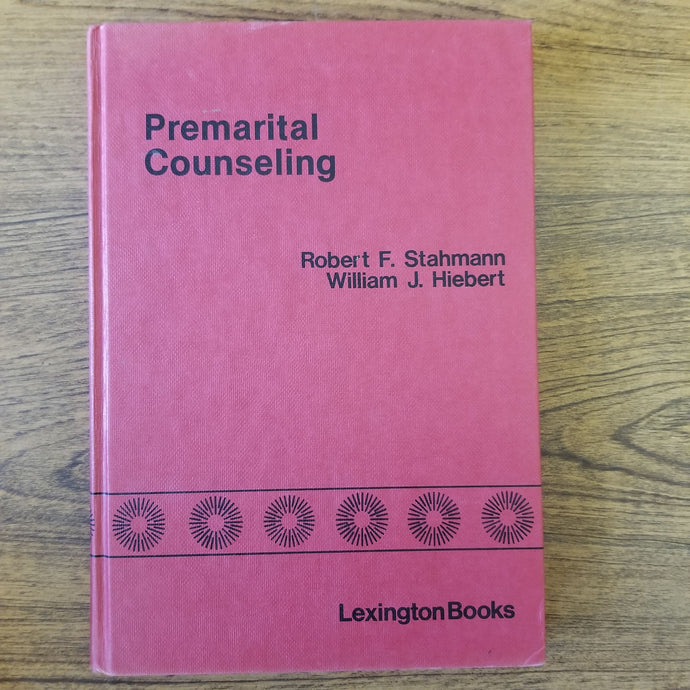 Premarital
Counseling
Robert F. Stahmann
William J. Hiebert
LexingtonBooks